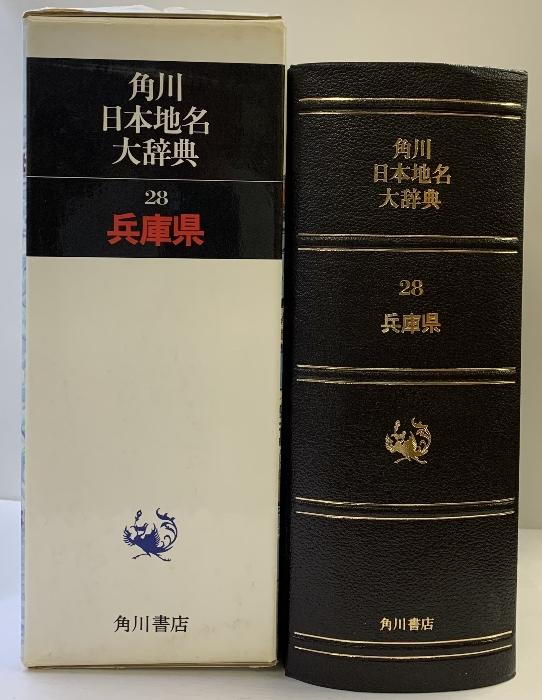 角川
日本地名
大辞典
28
兵庫県
角川書店
角川
日本地名
大辞典
28
兵庫県
角川書店